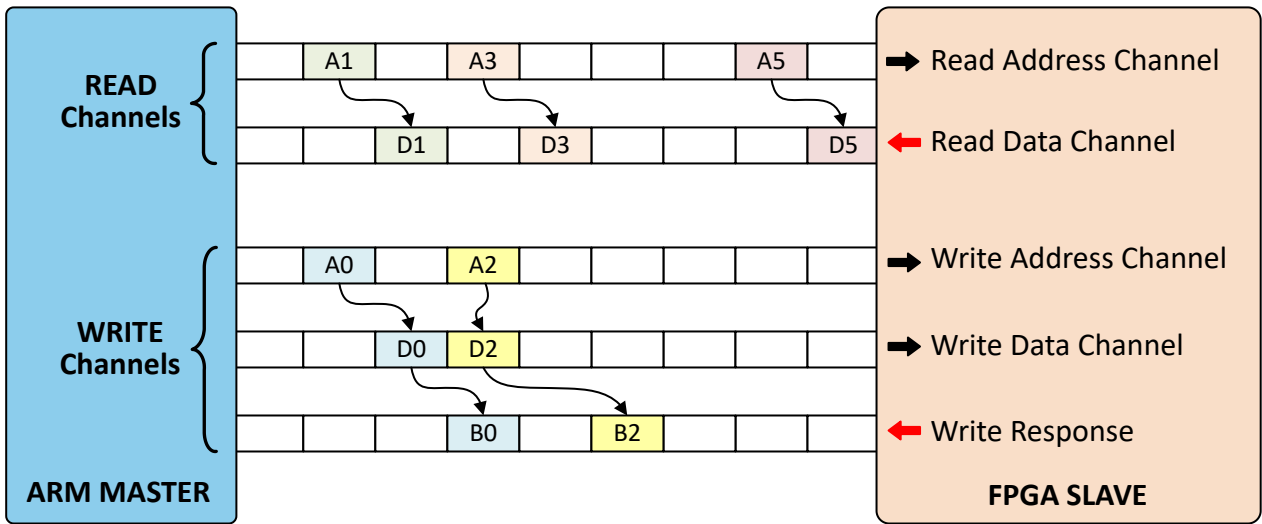 READ
Channels
A1 A3 A5
Read Address Channel
D1 D3 D5
Read Data Channel
WRITE
Channels
A0 A2
Write Address Channel
D0 D2
Write Data Channel
B0 B2
Write Response
ARM MASTER
FPGA SLAVE